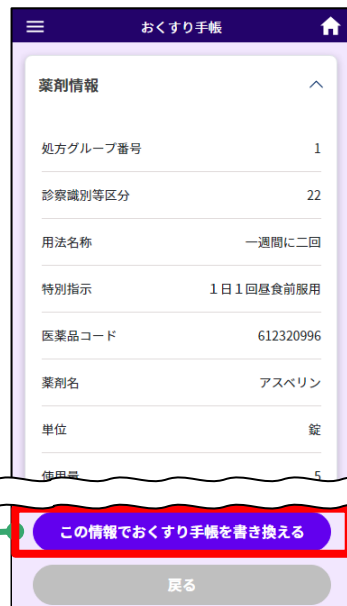 おくすり手帳
薬剤情報
処方グループ番号 1
診察識別等区分 22
用法名称 一週間に二回
特別指示 １日１回昼食前服用
医薬品コード 612320996
薬剤名 アスベリン
単位 錠
使用量 5
この情報でおくすり手帳を書き換える
戻る